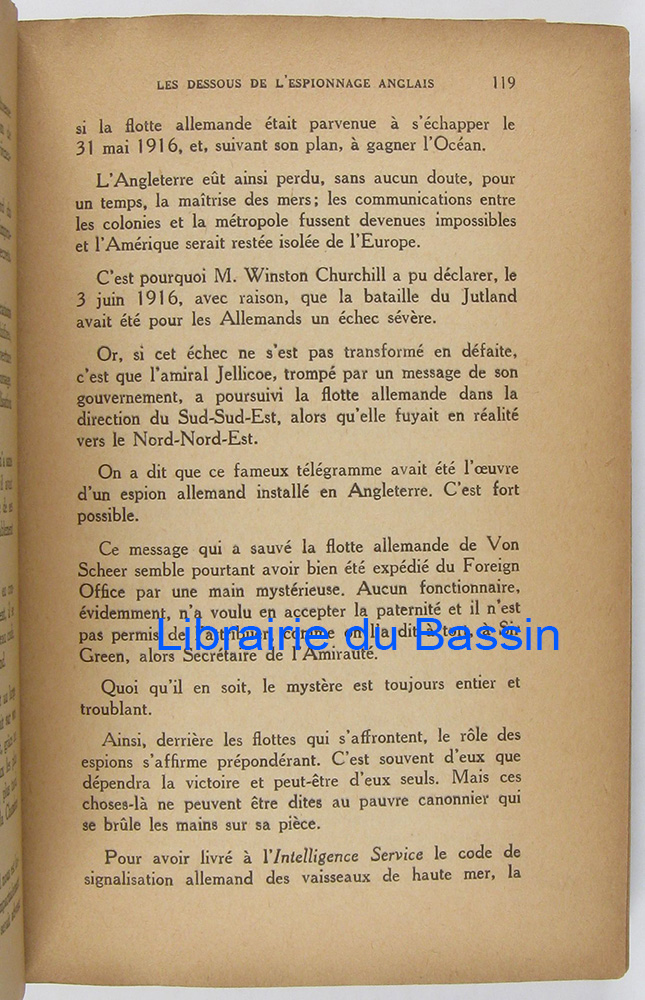 LES DESSOUS DE L'ESPIONNAGE ANGLAIS 119
si la flotte allemande était parvenue à s'échapper le
31 mai 1916, et, suivant son plan, à gagner l'Océan.
L'Angleterre eût ainsi perdu, sans aucun doute, pour
un temps, la maîtrise des mers; les communications entre
les colonies et la métropole fussent devenues impossibles
et l'Amérique serait restée isolée de l'Europe.
C'est pourquoi M. Winston Churchill a pu déclarer, le
3 juin 1916, avec raison, que la bataille du Jutland
avait été pour les Allemands un échec sévère.
Or, si cet échec ne s'est pas transformé en défaite,
c'est que l'amiral Jellicoe, trompé par un message de son
gouvernement, a poursuivi la flotte allemande dans la
direction du Sud-Sud-Est, alors qu'elle fuyait en réalité
vers le Nord-Nord-Est.
On a dit que ce fameux télégramme avait été l'œuvre
d'un espion allemand installé en Angleterre. C'est fort
possible.
Ce message qui a sauvé la flotte allemande de Von
Scheer semble pourtant avoir bien été expédié du Foreign
Office par une main mystérieuse. Aucun fonctionnaire,
évidemment, n'a voulu en accepter la paternité et il n'est
pas permis de l'attribuer, comme on l'a dit à tort, à Sir
Librairie du Bassin
Green, alors Secrétaire de l'Amirauté.
Quoi qu'il en soit, le mystère est toujours entier et
troublant.
Ainsi, derrière les flottes qui s'affrontent, le rôle des
espions s'affirme prépondérant. C'est souvent d'eux que
dépendra la victoire et peut-être d'eux seuls. Mais ces
choses-là ne peuvent être dites au pauvre canonnier qui
se brûle les mains sur sa pièce.
Pour avoir livré à l'Intelligence Service le code de
signalisation allemand des vaisseaux de haute mer, la